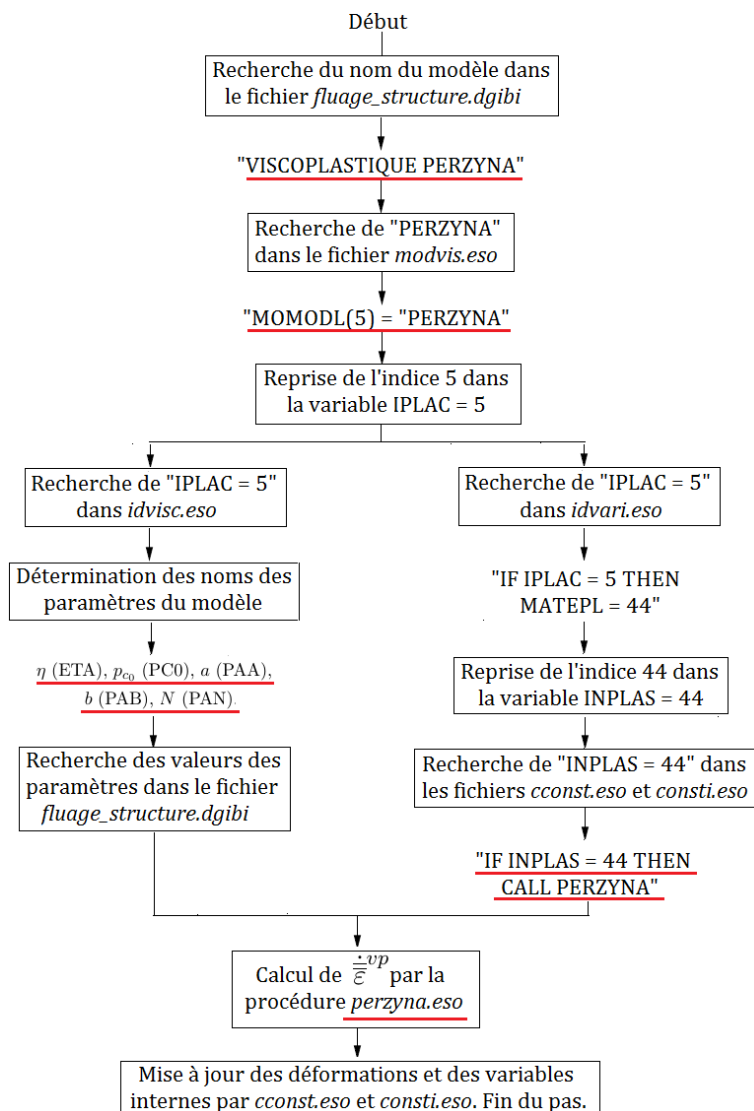 Début
Recherche du nom du modèle dans
le fichier fluage_structure.dgibi
"VISCOPLASTIQUE PERZYNA"
Recherche de "PERZYNA"
dans le fichier modvis.eso
"MOMODL(5) = "PERZYNA"
Reprise de l'indice 5 dans
la variable IPLAC = 5
Recherche de "IPLAC = 5"
dans idvisc.eso
Détermination des noms des
paramètres du modèle
η (ETA), p_{c_0} (PC0), a (PAA),
b (PAB), N (PAN).
Recherche des valeurs des
paramètres dans le fichier
fluage_structure.dgibi
Recherche de "IPLAC = 5"
dans idvari.eso
"IF IPLAC = 5 THEN
MATEPL = 44"
Reprise de l'indice 44 dans
la variable INPLAS = 44
Recherche de "INPLAS = 44" dans
les fichiers cconst.eso et consti.eso
"IF INPLAS = 44 THEN
CALL PERZYNA"
Calcul de $\dot{\overline{\overline{\varepsilon}}}^{vp}$ par la
procédure perzyna.eso
Mise à jour des déformations et des variables
internes par cconst.eso et consti.eso. Fin du pas.